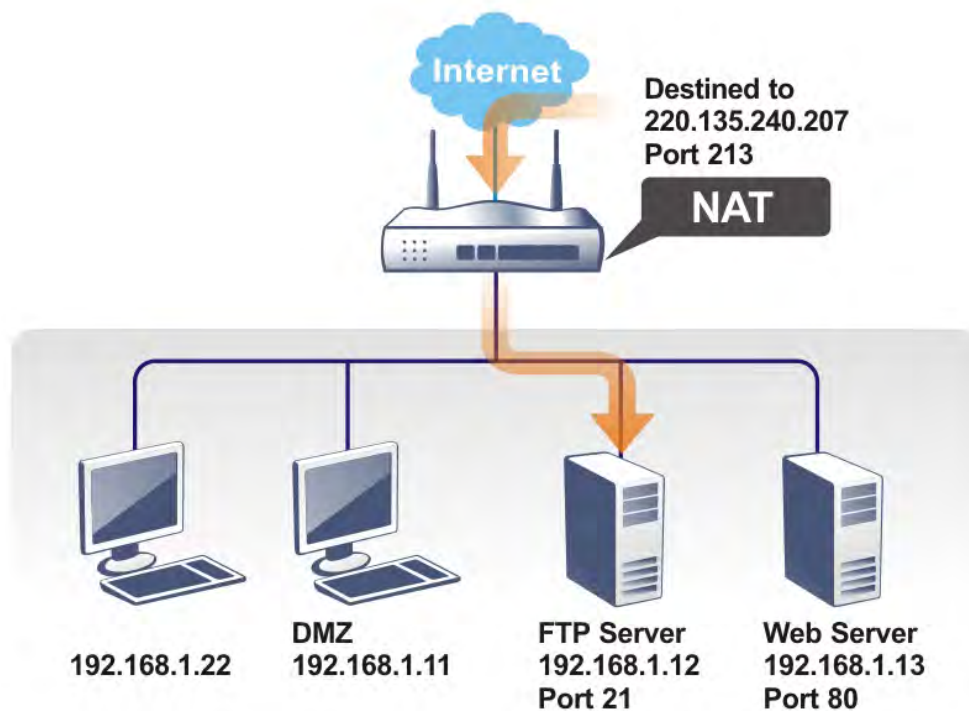 Internet
Destined to
220.135.240.207
Port 213
NAT
192.168.1.22
DMZ
192.168.1.11
FTP Server
192.168.1.12
Port 21
Web Server
192.168.1.13
Port 80